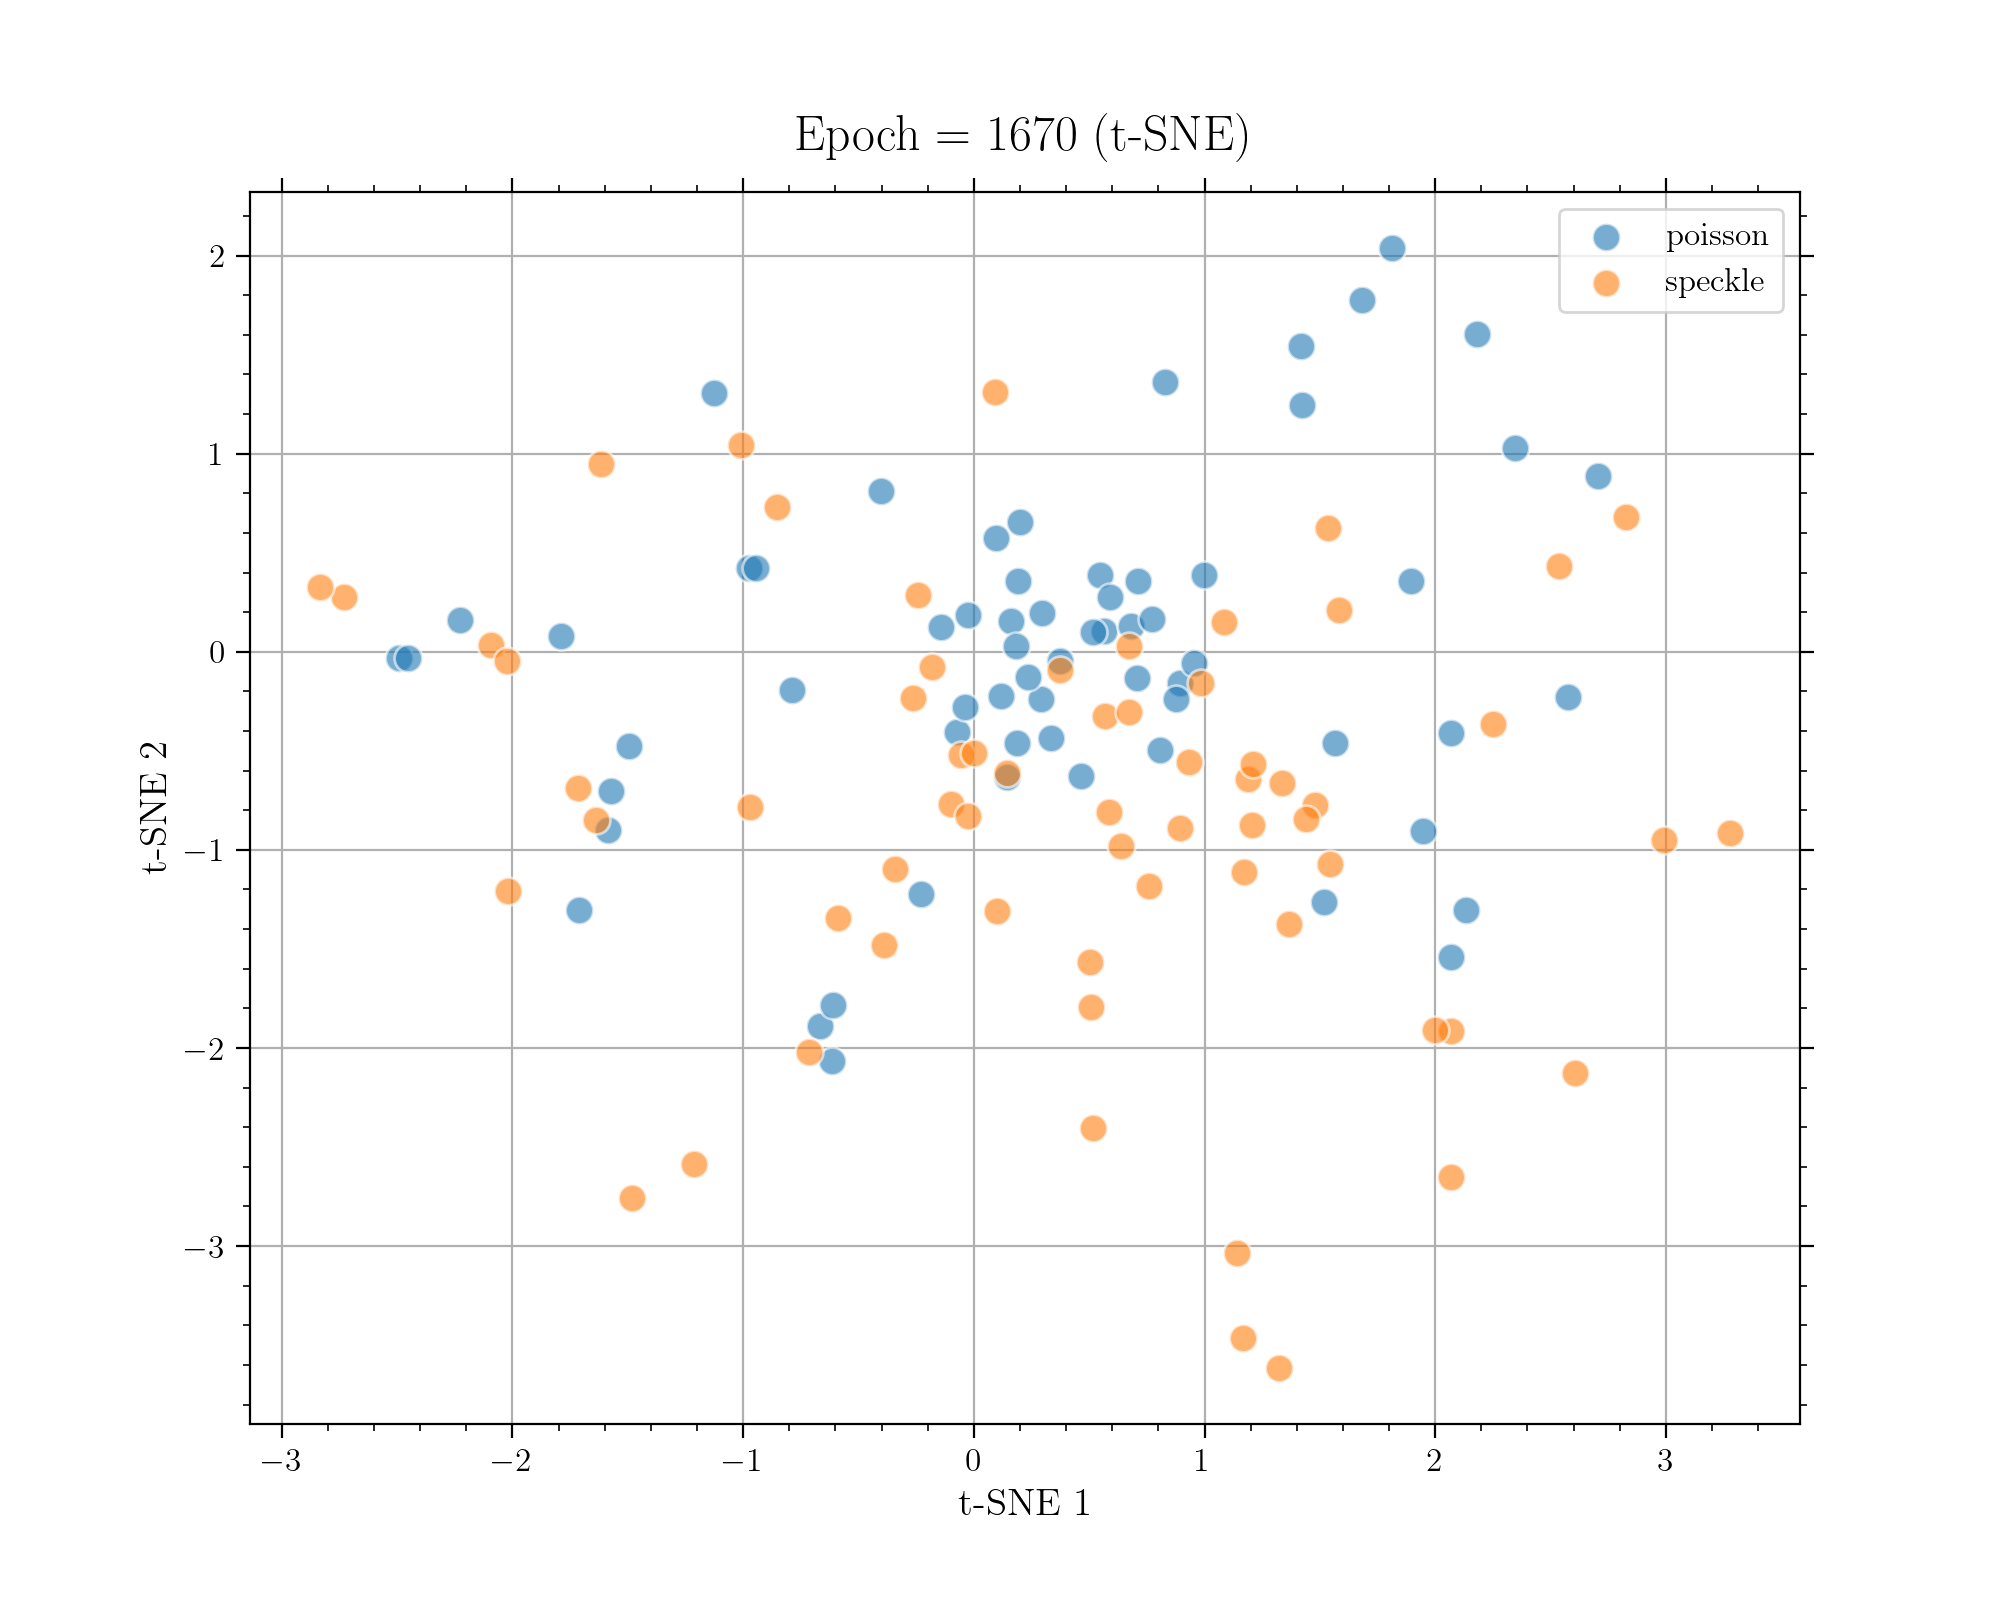 Epoch = 1670 (t-SNE)
poisson
speckle
2
1
0
−1
−2
−3
t-SNE 2
−3
−2
−1
0
1
2
3
t-SNE 1